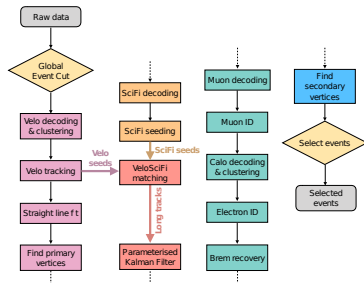 Raw data
Global
Event Cut
Velo decoding
& clustering
Velo tracking
Straight line f t
Find primary
vertices
Velo
seeds
SciFi decoding
SciFi seeding
SciFi seeds
VeloSciFi
matching
Long tracks
Parameterised
Kalman Filter
Muon decoding
Muon ID
Calo decoding
& clustering
Electron ID
Brem recovery
Find
secondary
vertices
Select events
Selected
events